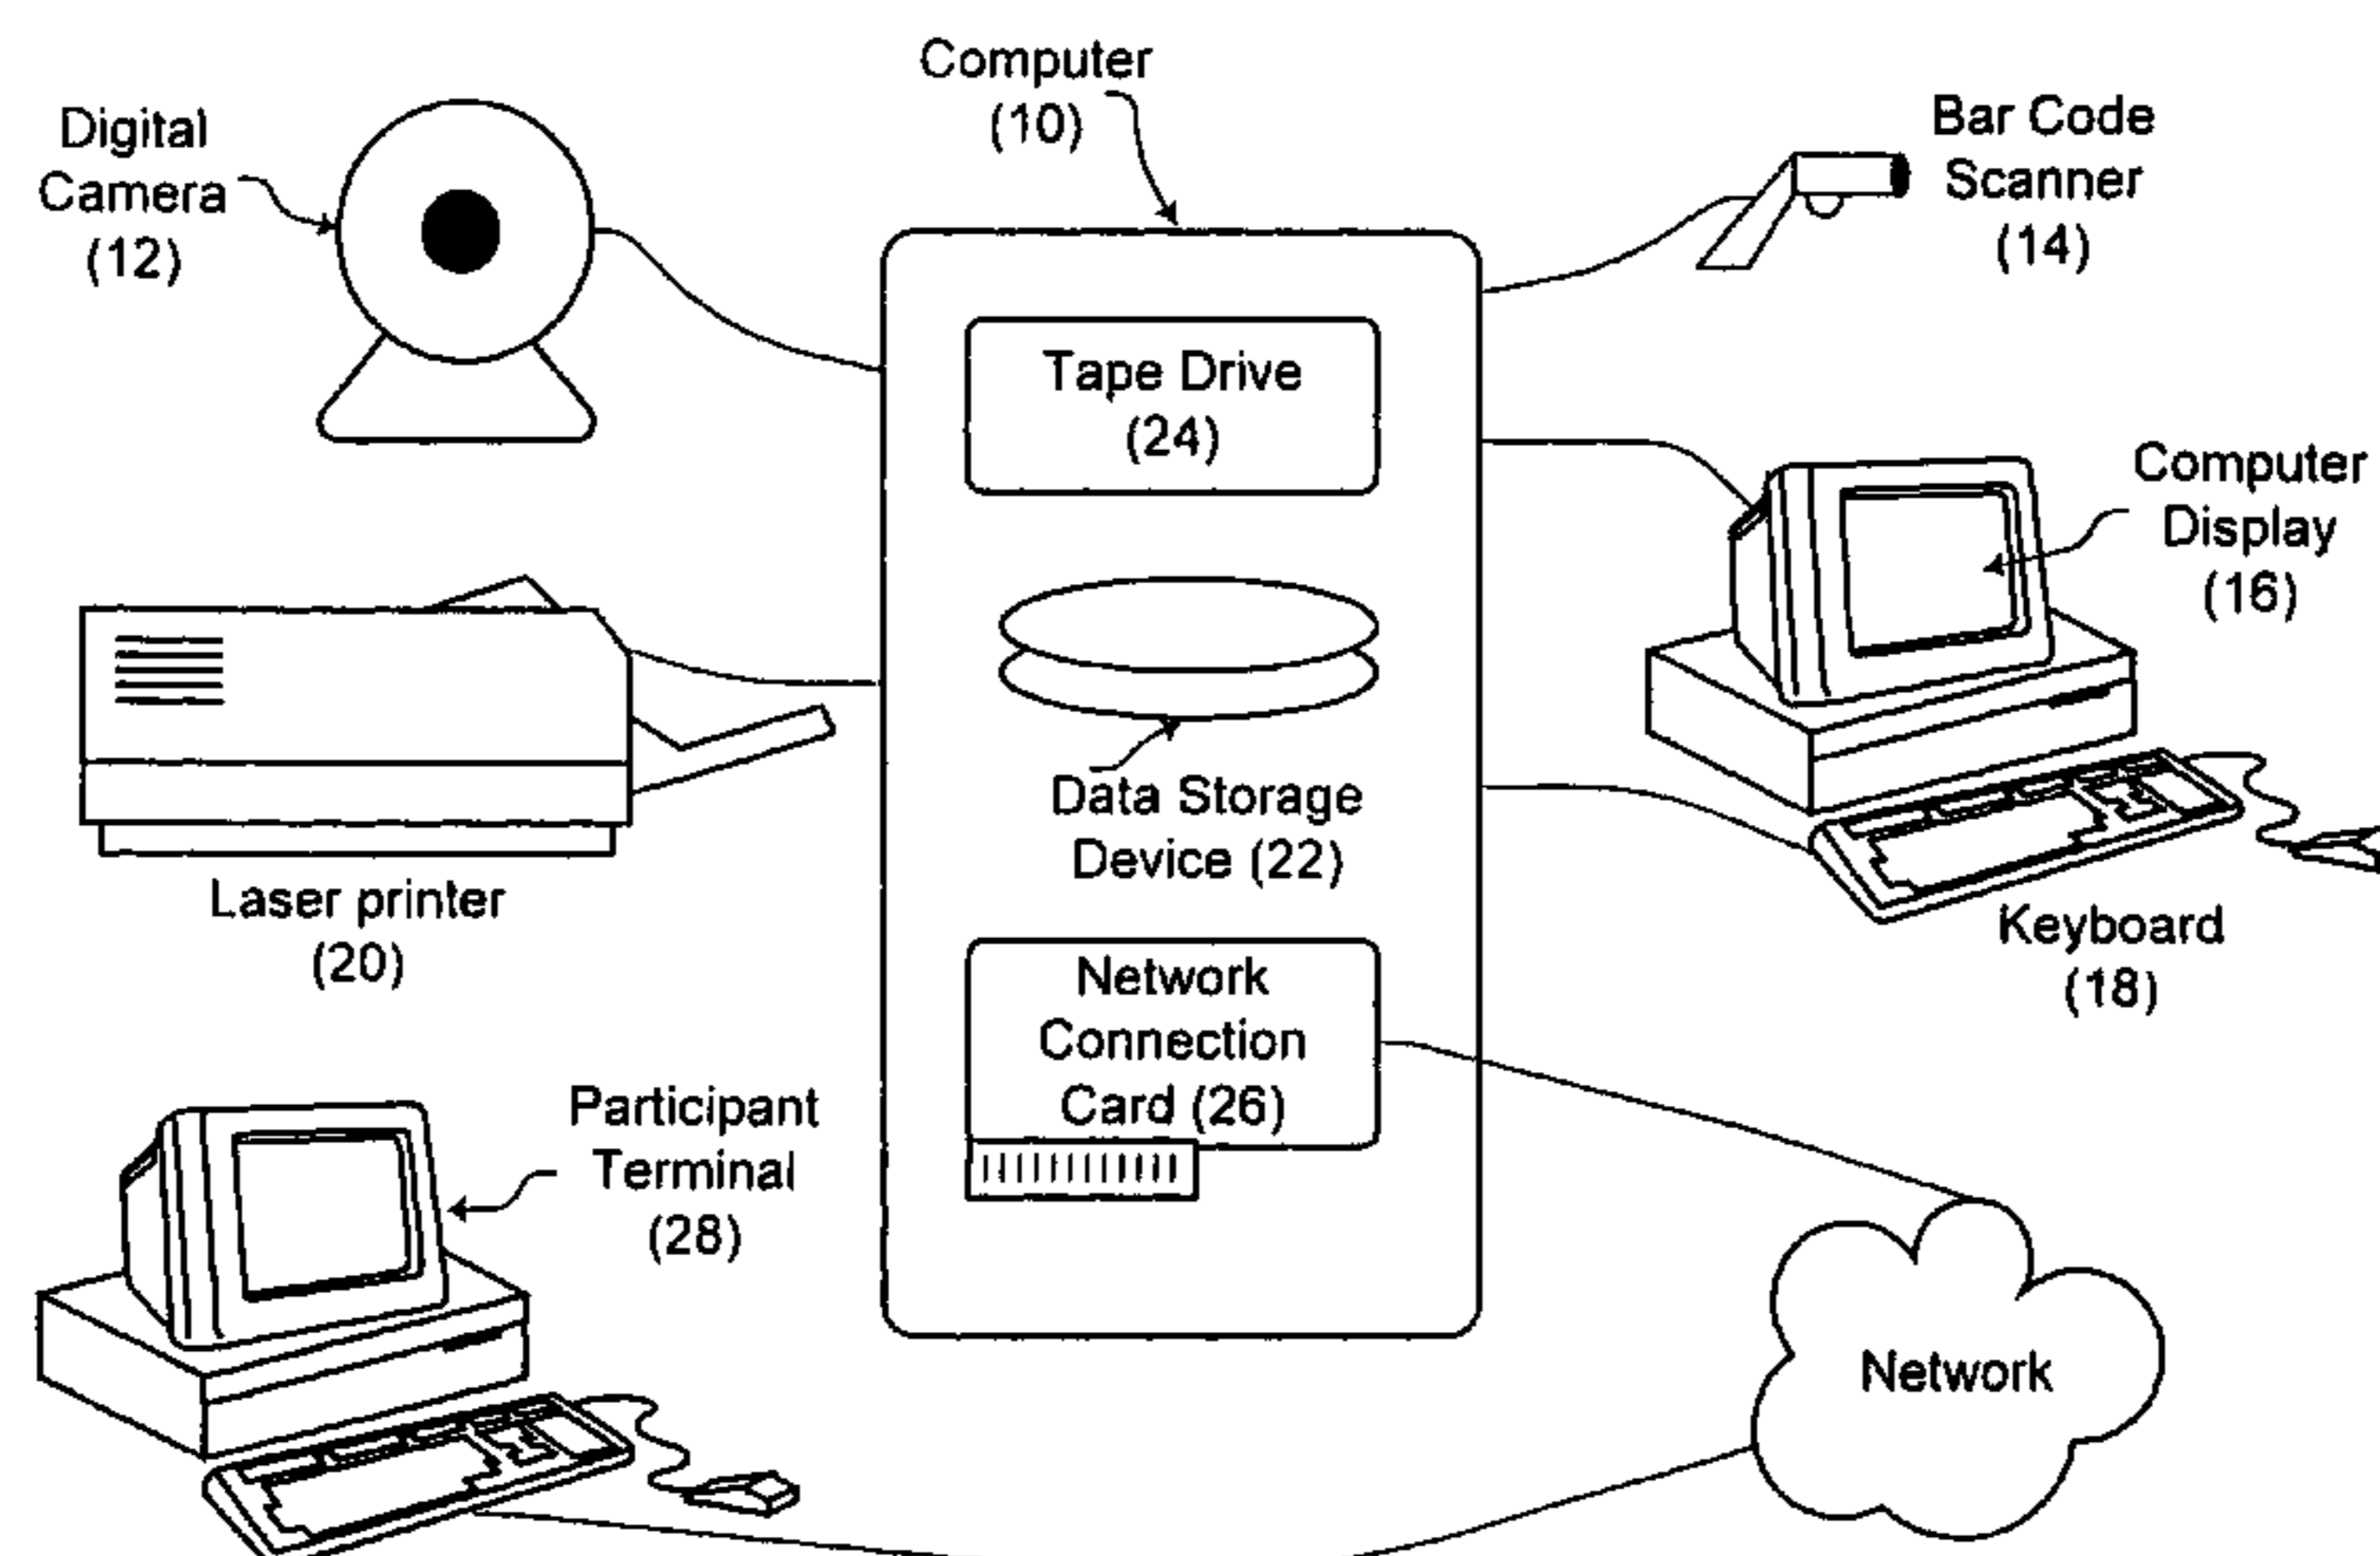 Computer
(10)
Digital
Camera
(12)
Bar Code
Scanner
(14)
Tape Drive
(24)
Computer
Display
(16)
Data Storage
Device (22)
Laser printer
(20)
Keyboard
(18)
Network
Connection
Card (26)
Participant
Terminal
(28)
Network